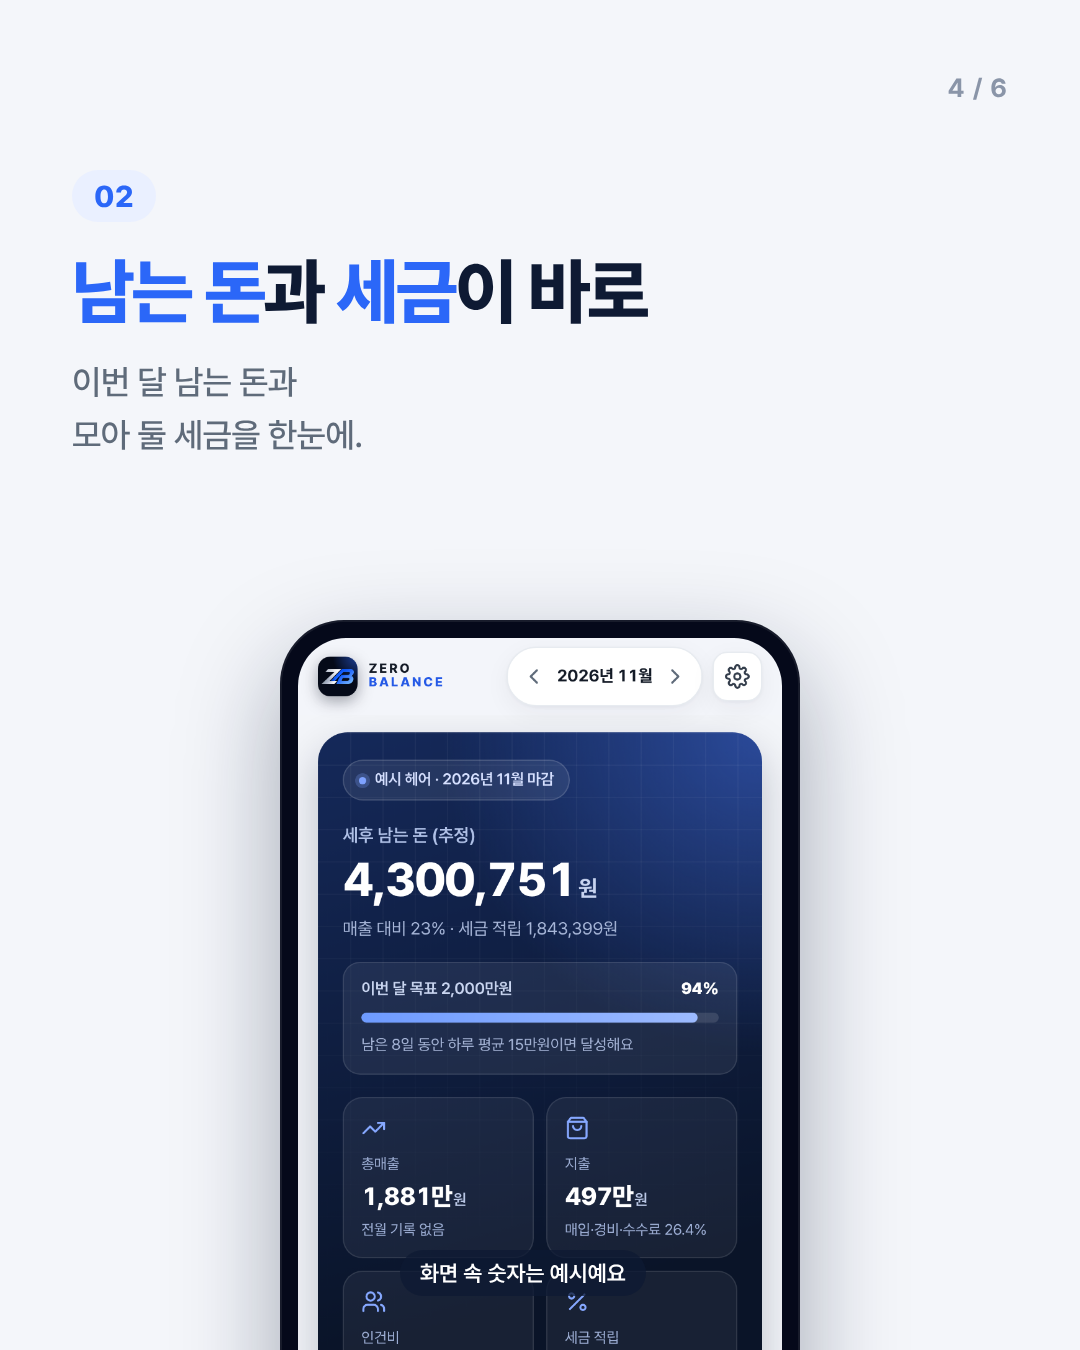 4 / 6
02
남는 돈과 세금이 바로
이번 달 남는 돈과
모아 둘 세금을 한눈에.
ZB
ZERO
BALANCE
2026년 11월
예시 헤어 · 2026년 11월 마감
세후 남는 돈 (추정)
4,300,751원
매출 대비 23% · 세금 적립 1,843,399원
이번 달 목표 2,000만원 94%
남은 8일 동안 하루 평균 15만원이면 달성해요
총매출
1,881만원
전월 기록 없음
지출
497만원
매입·경비·수수료 26.4%
화면 속 숫자는 예시예요
인건비
세금 적립